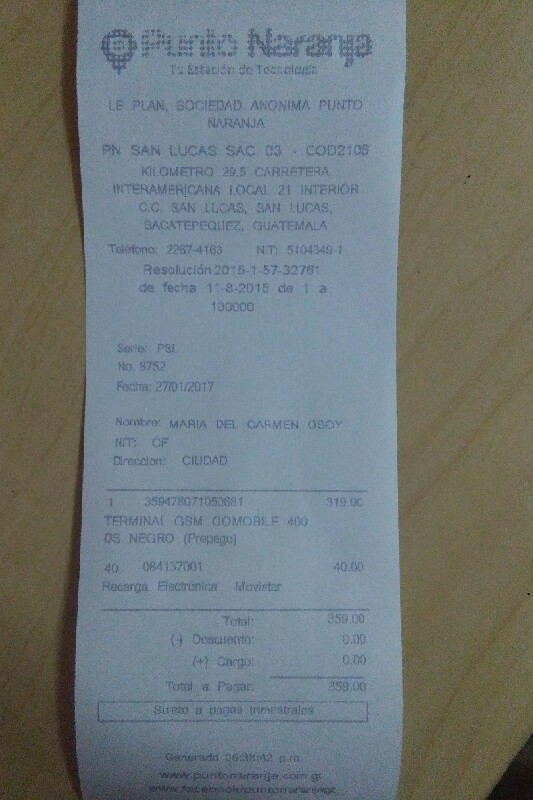 Punto Naranja
Tu Estación de Tecnología
LE PLAN, SOCIEDAD ANONIMA PUNTO
NARANJA
PN SAN LUCAS SAC 03 - COD2105
KILOMETRO 29.5 CARRETERA
INTERAMERICANA LOCAL 21 INTERIOR
C.C. SAN LUCAS, SAN LUCAS,
SACATEPEQUEZ, GUATEMALA
Teléfono: 2267-4163 NIT: 5104349-1
Resolución 2015-1-57-32761
de fecha 11-8-2015 de 1 a
100000
Serie: PSL
No. 8752
Fecha: 27/01/2017
Nombre: MARIA DEL CARMEN OSOY
NIT: CF
Direccion: CIUDAD
1 359478071050681 319.00
TERMINAL GSM GOMOBILE 400
DS NEGRO (Prepago)
40 084137001 40.00
Recarga Electrónica Movistar
Total: 359.00
(-) Descuento: 0.00
(+) Cargo: 0.00
Total a Pagar: 359.00
Sujeto a pagos trimestrales
Generado 06:38:42 p.m.
www.puntonaranja.com.gt
www.facebook/puntonaranjagt